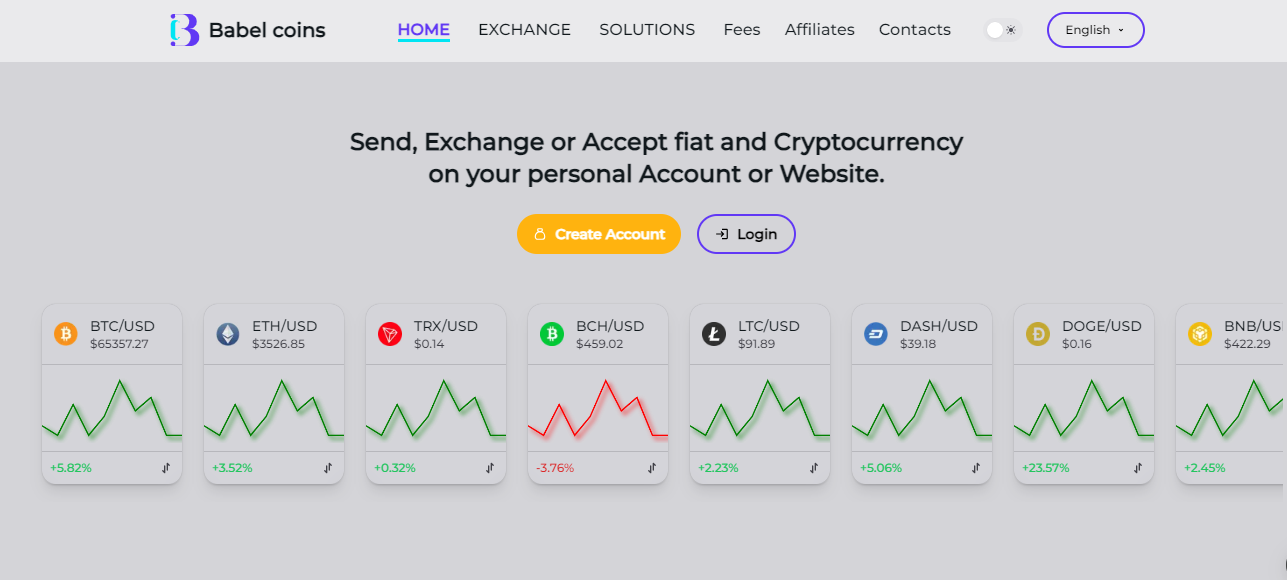 Babel coins
HOME
EXCHANGE
SOLUTIONS
Fees
Affiliates
Contacts
English
Send, Exchange or Accept fiat and Cryptocurrency
on your personal Account or Website.
Create Account
Login
BTC/USD
$65357.27
+5.82%
ETH/USD
$3526.85
+3.52%
TRX/USD
$0.14
+0.32%
BCH/USD
$459.02
-3.76%
LTC/USD
$91.89
+2.23%
DASH/USD
$39.18
+5.06%
DOGE/USD
$0.16
+23.57%
BNB/US
$422.29
+2.45%